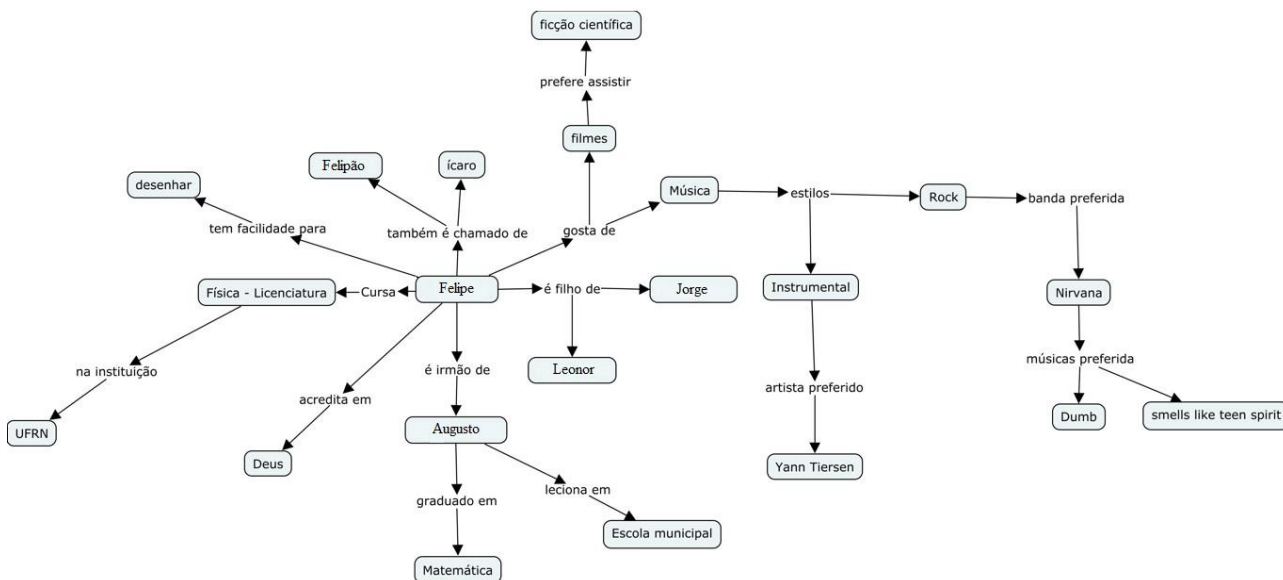 ficção científica
prefere assistir
filmes
Felipão
ícaro
desenhar
Música
estilos
Rock
banda preferida
tem facilidade para
também é chamado de
gosta de
Física - Licenciatura
Cursa
Felipe
é filho de
Jorge
Instrumental
Nirvana
na instituição
é irmão de
Leonor
músicas preferida
acredita em
artista preferido
UFRN
Deus
Augusto
Dumb
smells like teen spirit
Yann Tiersen
graduado em
leciona em
Escola municipal
Matemática